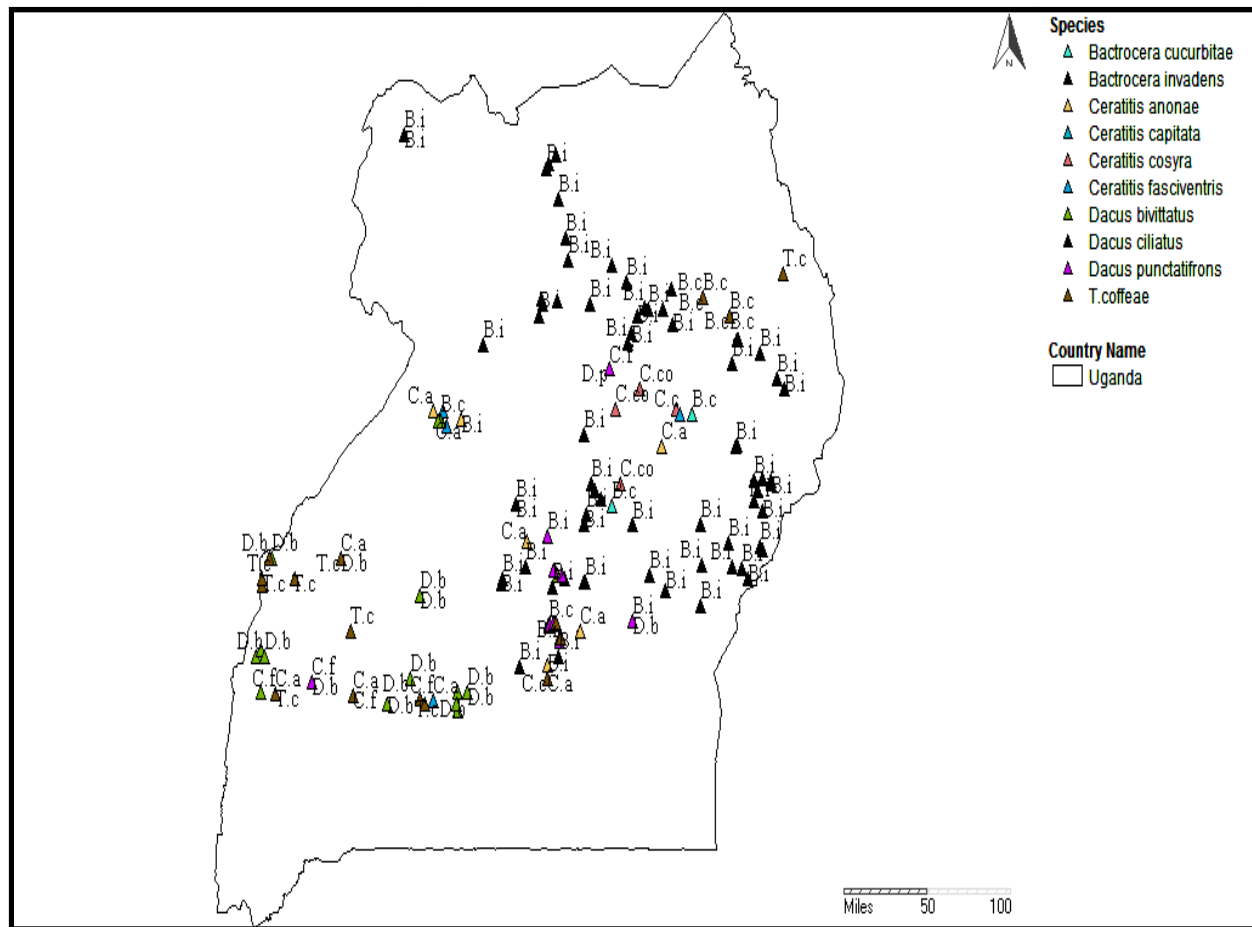 Species
Bactrocera cucurbitae
Bactrocera invadens
Ceratitis anonae
Ceratitis capitata
Ceratitis cosyra
Ceratitis fasciventris
Dacus bivittatus
Dacus ciliatus
Dacus punctatifrons
T.coffeae
Country Name
Uganda
N
B.i
B.i
B.i
B.i
B.i
B.i B.i
B.i
B.c B.c
T.c
B.i
B.c
B.i
B.i
B.i
B.i
B.i
B.i
B.i
D.p
C.co
C.a B.c
C.c B.c
B.i
B.i
C.a
B.i
B.i C.co
B.i
B.i
B.c
B.i
B.i
B.i
B.i
B.i
B.i
C.a
B.i
B.i
D.b D.b
C.a
T.c D.b
B.i
B.i
B.i
B.i
B.i
T.c
T.c
B.i
D.b
D.b
B.i
B.i
B.i
T.c
B.c
C.a
D.b
D.b D.b
B.i
B.i
C.f C.a
C.f
D.b
C.a
D.b
D.b
C.f C.a
D.b
D.b
T.c
C.f
D.b
C.a
Miles 50 100